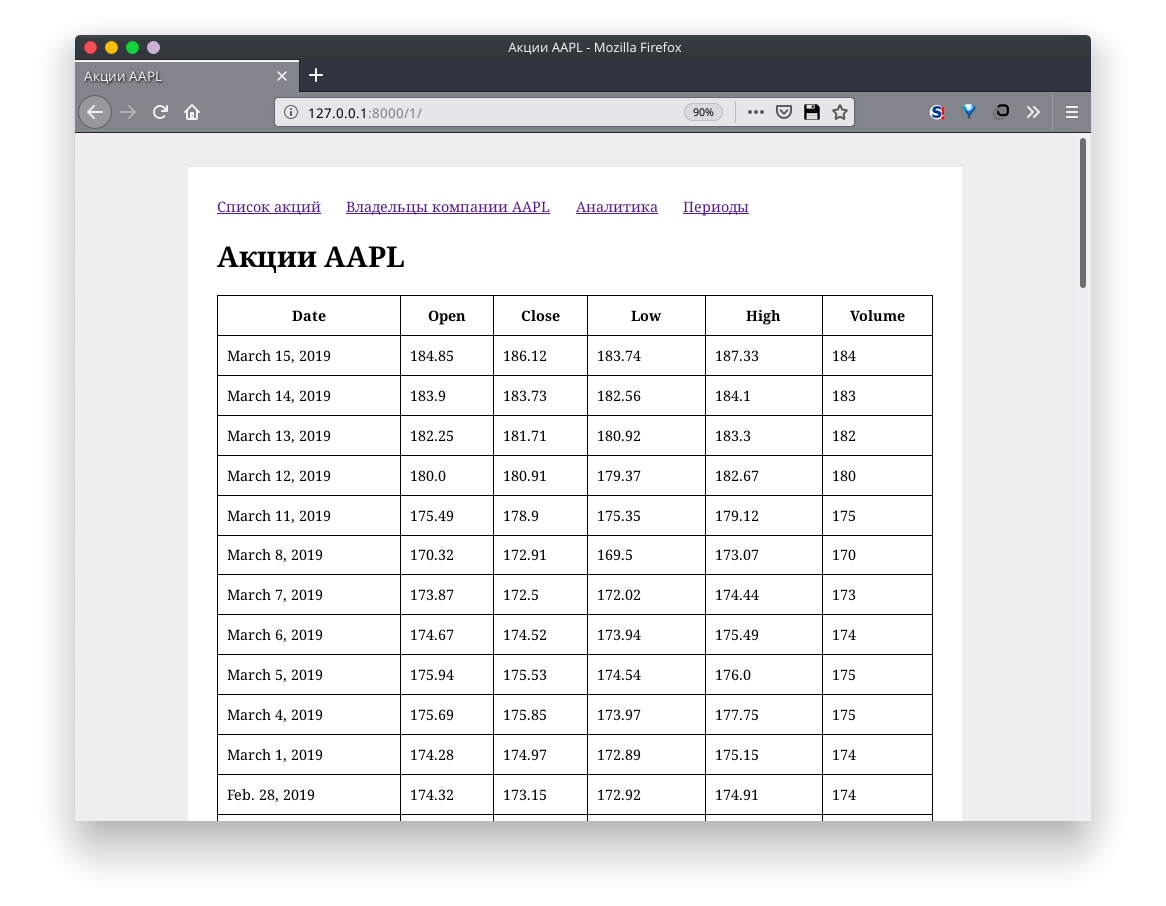 Акции AAPL - Mozilla Firefox
Акции AAPL
127.0.0.1:8000/1/ 90%
Список акций Владельцы компании AAPL Аналитика Периоды
Акции AAPL
Date Open Close Low High Volume
March 15, 2019 184.85 186.12 183.74 187.33 184
March 14, 2019 183.9 183.73 182.56 184.1 183
March 13, 2019 182.25 181.71 180.92 183.3 182
March 12, 2019 180.0 180.91 179.37 182.67 180
March 11, 2019 175.49 178.9 175.35 179.12 175
March 8, 2019 170.32 172.91 169.5 173.07 170
March 7, 2019 173.87 172.5 172.02 174.44 173
March 6, 2019 174.67 174.52 173.94 175.49 174
March 5, 2019 175.94 175.53 174.54 176.0 175
March 4, 2019 175.69 175.85 173.97 177.75 175
March 1, 2019 174.28 174.97 172.89 175.15 174
Feb. 28, 2019 174.32 173.15 172.92 174.91 174